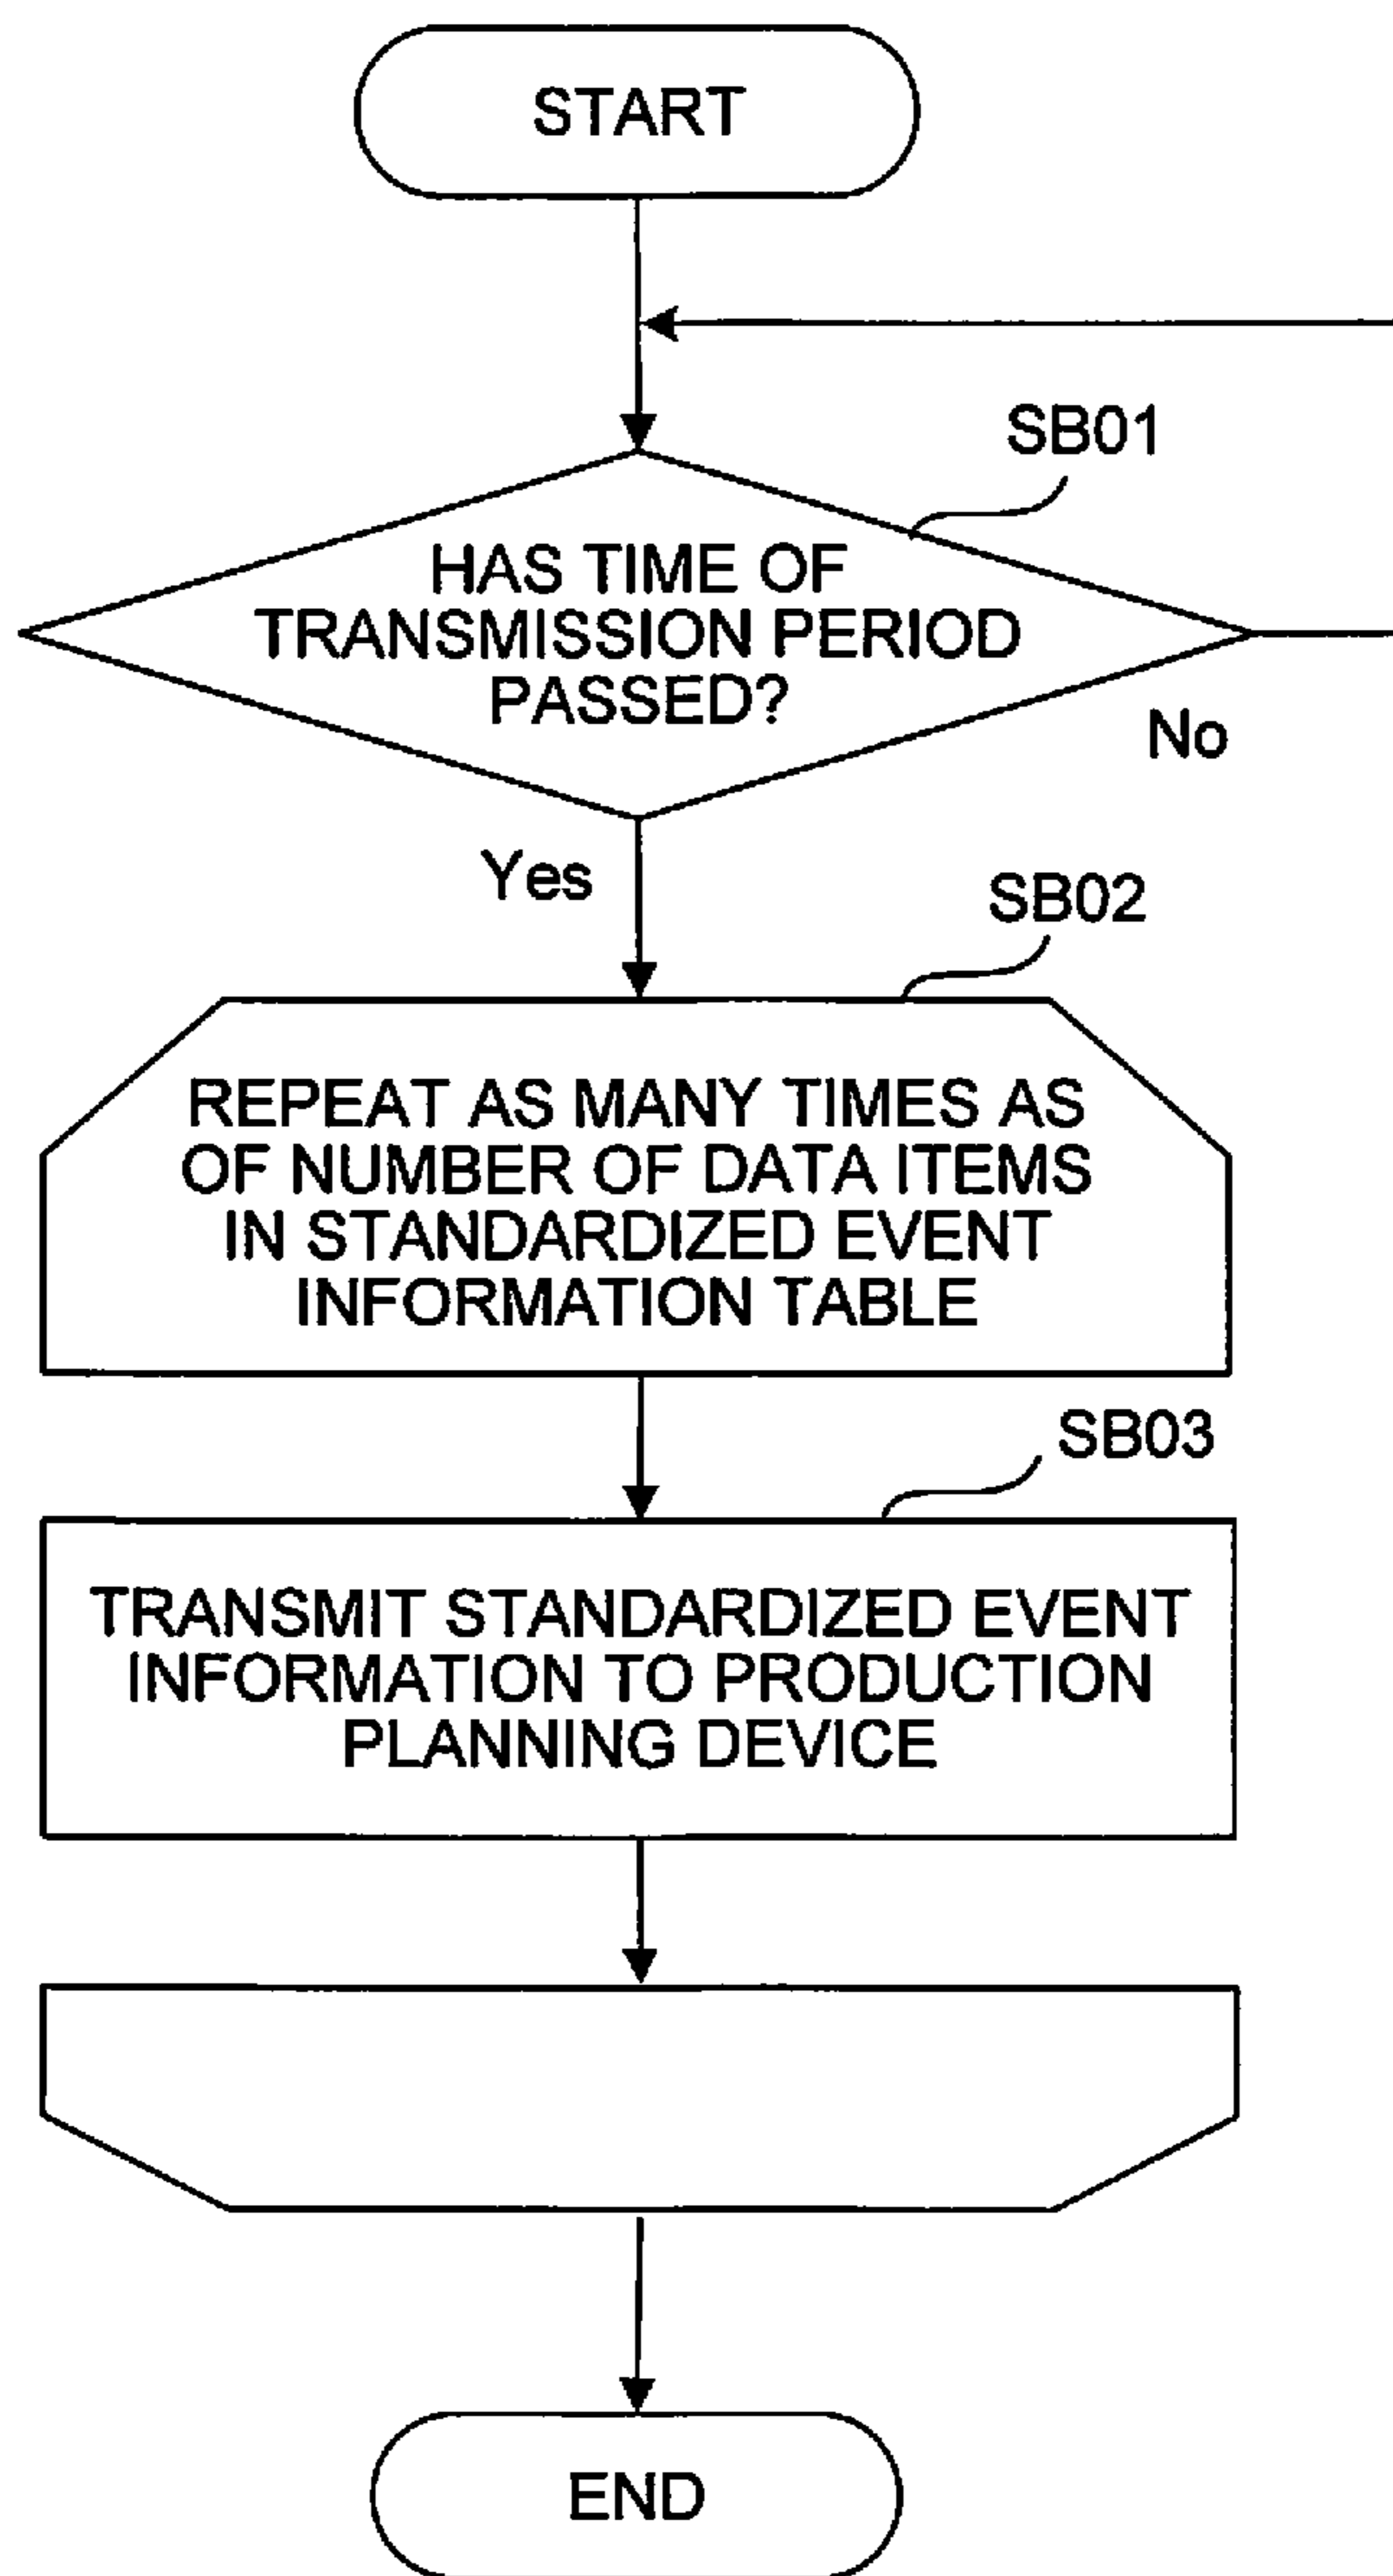 START
SB01
HAS TIME OF
TRANSMISSION PERIOD
PASSED?
No
Yes
SB02
REPEAT AS MANY TIMES AS
OF NUMBER OF DATA ITEMS
IN STANDARDIZED EVENT
INFORMATION TABLE
SB03
TRANSMIT STANDARDIZED EVENT
INFORMATION TO PRODUCTION
PLANNING DEVICE
END